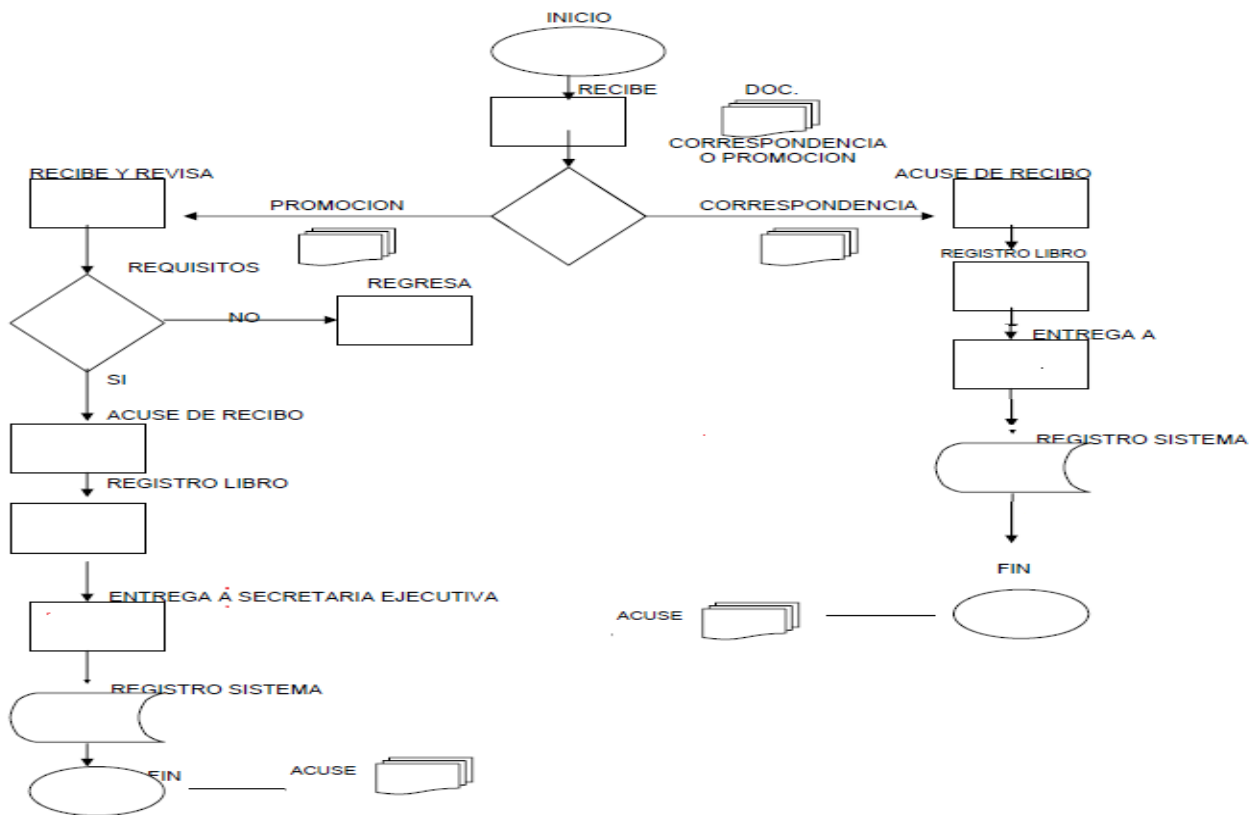 INICIO
RECIBE
DOC.
CORRESPONDENCIA
O PROMOCION
RECIBE Y REVISA
ACUSE DE RECIBO
PROMOCION
CORRESPONDENCIA
REGISTRO LIBRO
REQUISITOS
REGRESA
NO
ENTREGA A
SI
ACUSE DE RECIBO
REGISTRO SISTEMA
REGISTRO LIBRO
FIN
ENTREGA A SECRETARIA EJECUTIVA
ACUSE
REGISTRO SISTEMA
FIN
ACUSE